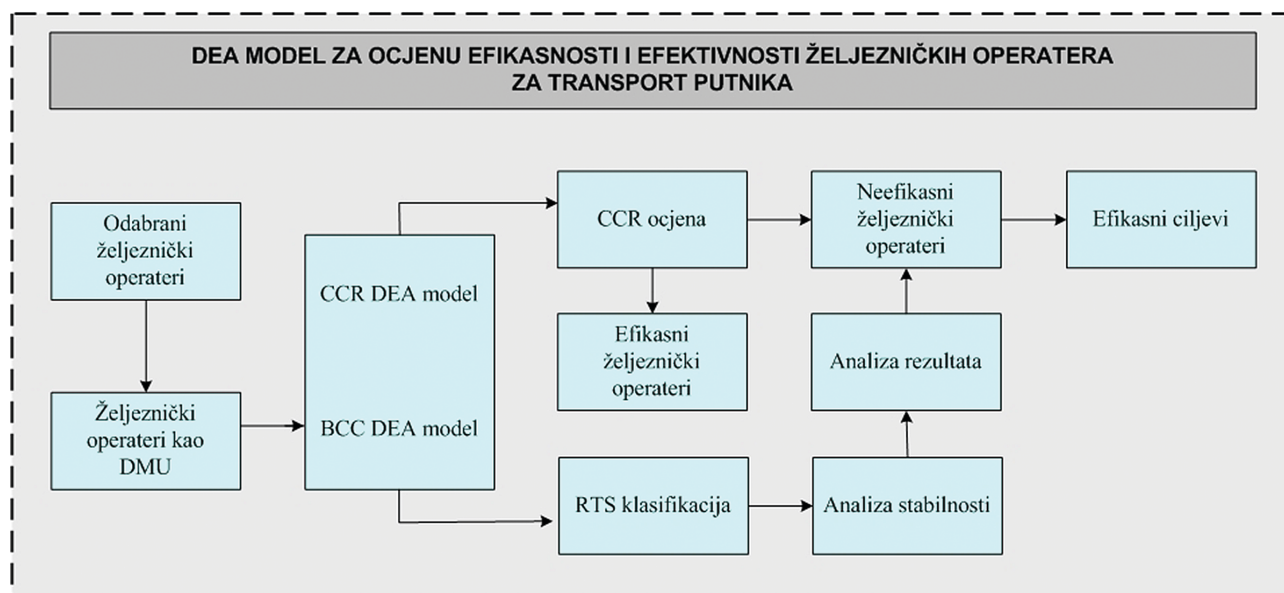 DEA MODEL ZA OCJENU EFIKASNOSTI I EFEKTIVNOSTI ŽELJEZNIČKIH OPERATERA
ZA TRANSPORT PUTNIKA
Odabrani
željeznički
operateri
Željeznički
operateri kao
DMU
CCR DEA model
BCC DEA model
CCR ocjena
Efikasni
željeznički
operateri
RTS klasifikacija
Neefikasni
željeznički
operateri
Analiza rezultata
Analiza stabilnosti
Efikasni ciljevi